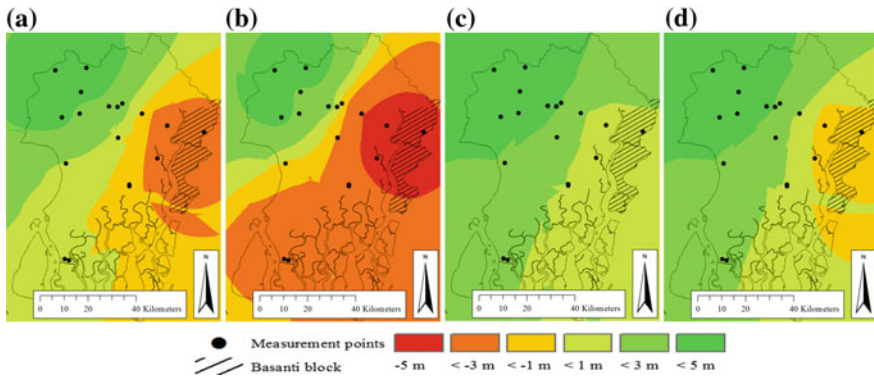 (a) (b) (c) (d)
N N N N
0 10 20 40 Kilometers 0 10 20 40 Kilometers 0 10 20 40 Kilometers 0 10 20 40 Kilometers
Measurement points
Basanti block -5 m < -3 m < -1 m < 1 m < 3 m < 5 m